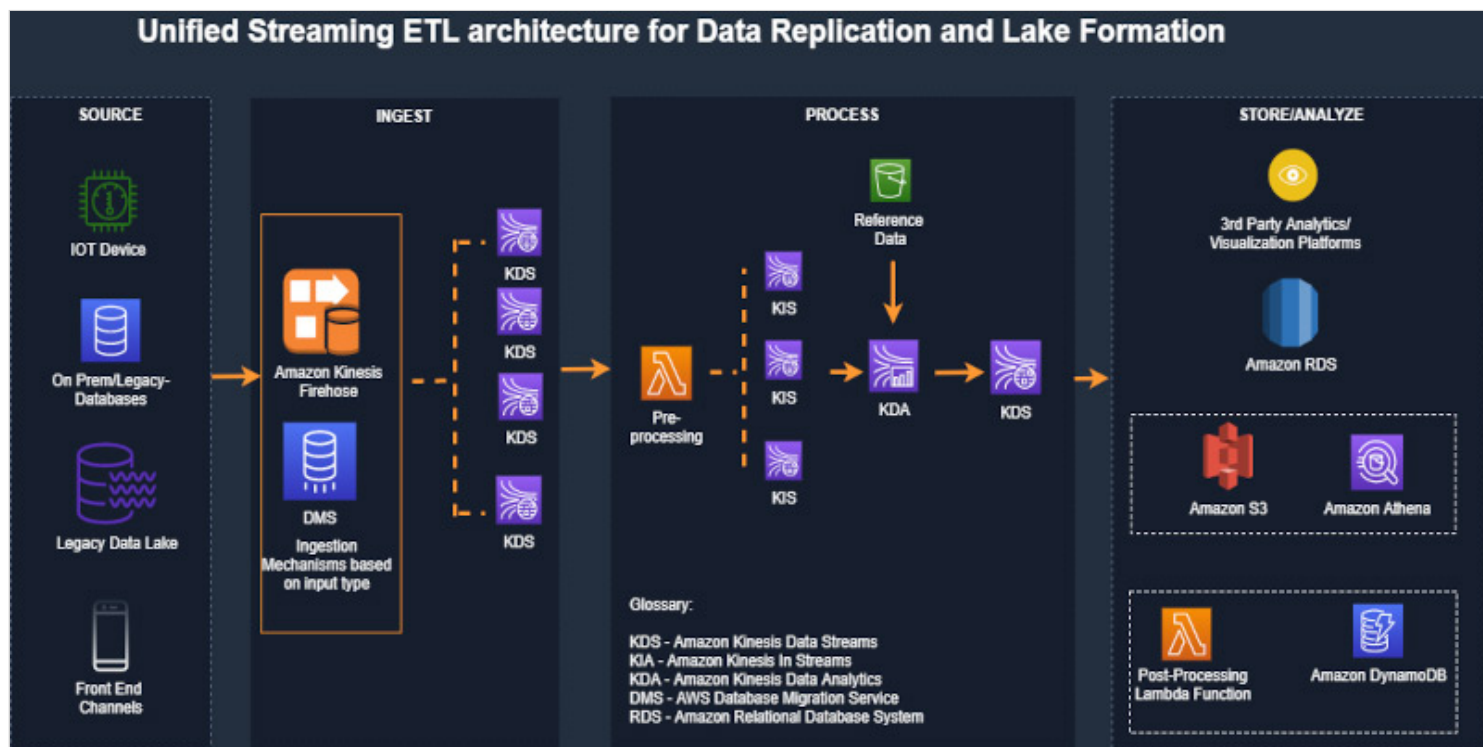 Unified Streaming ETL architecture for Data Replication and Lake Formation
SOURCE
IOT Device
On Prem/Legacy-
Databases
Legacy Data Lake
Front End
Channels
INGEST
Amazon Kinesis
Firehose
DMS
Ingestion
Mechanisms based
on input type
KDS
KDS
KDS
KDS
PROCESS
Reference
Data
Pre-
processing
KIS
KIS
KIS
KDA
KDS
Glossary:
KDS - Amazon Kinesis Data Streams
KIA - Amazon Kinesis In Streams
KDA - Amazon Kinesis Data Analytics
DMS - AWS Database Migration Service
RDS - Amazon Relational Database System
STORE/ANALYZE
3rd Party Analytics/
Visualization Platforms
Amazon RDS
Amazon S3
Amazon Athena
Post-Processing
Lambda Function
Amazon DynamoDB